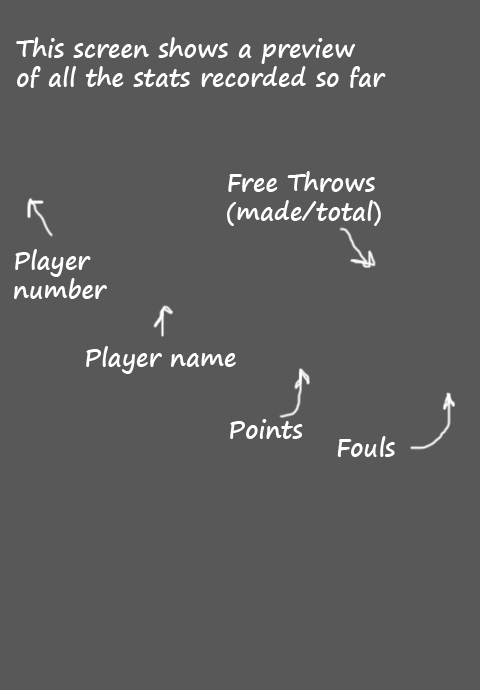 This screen shows a preview
of all the stats recorded so far
Free Throws
(made/total)
Player
number
Player name
Points
Fouls